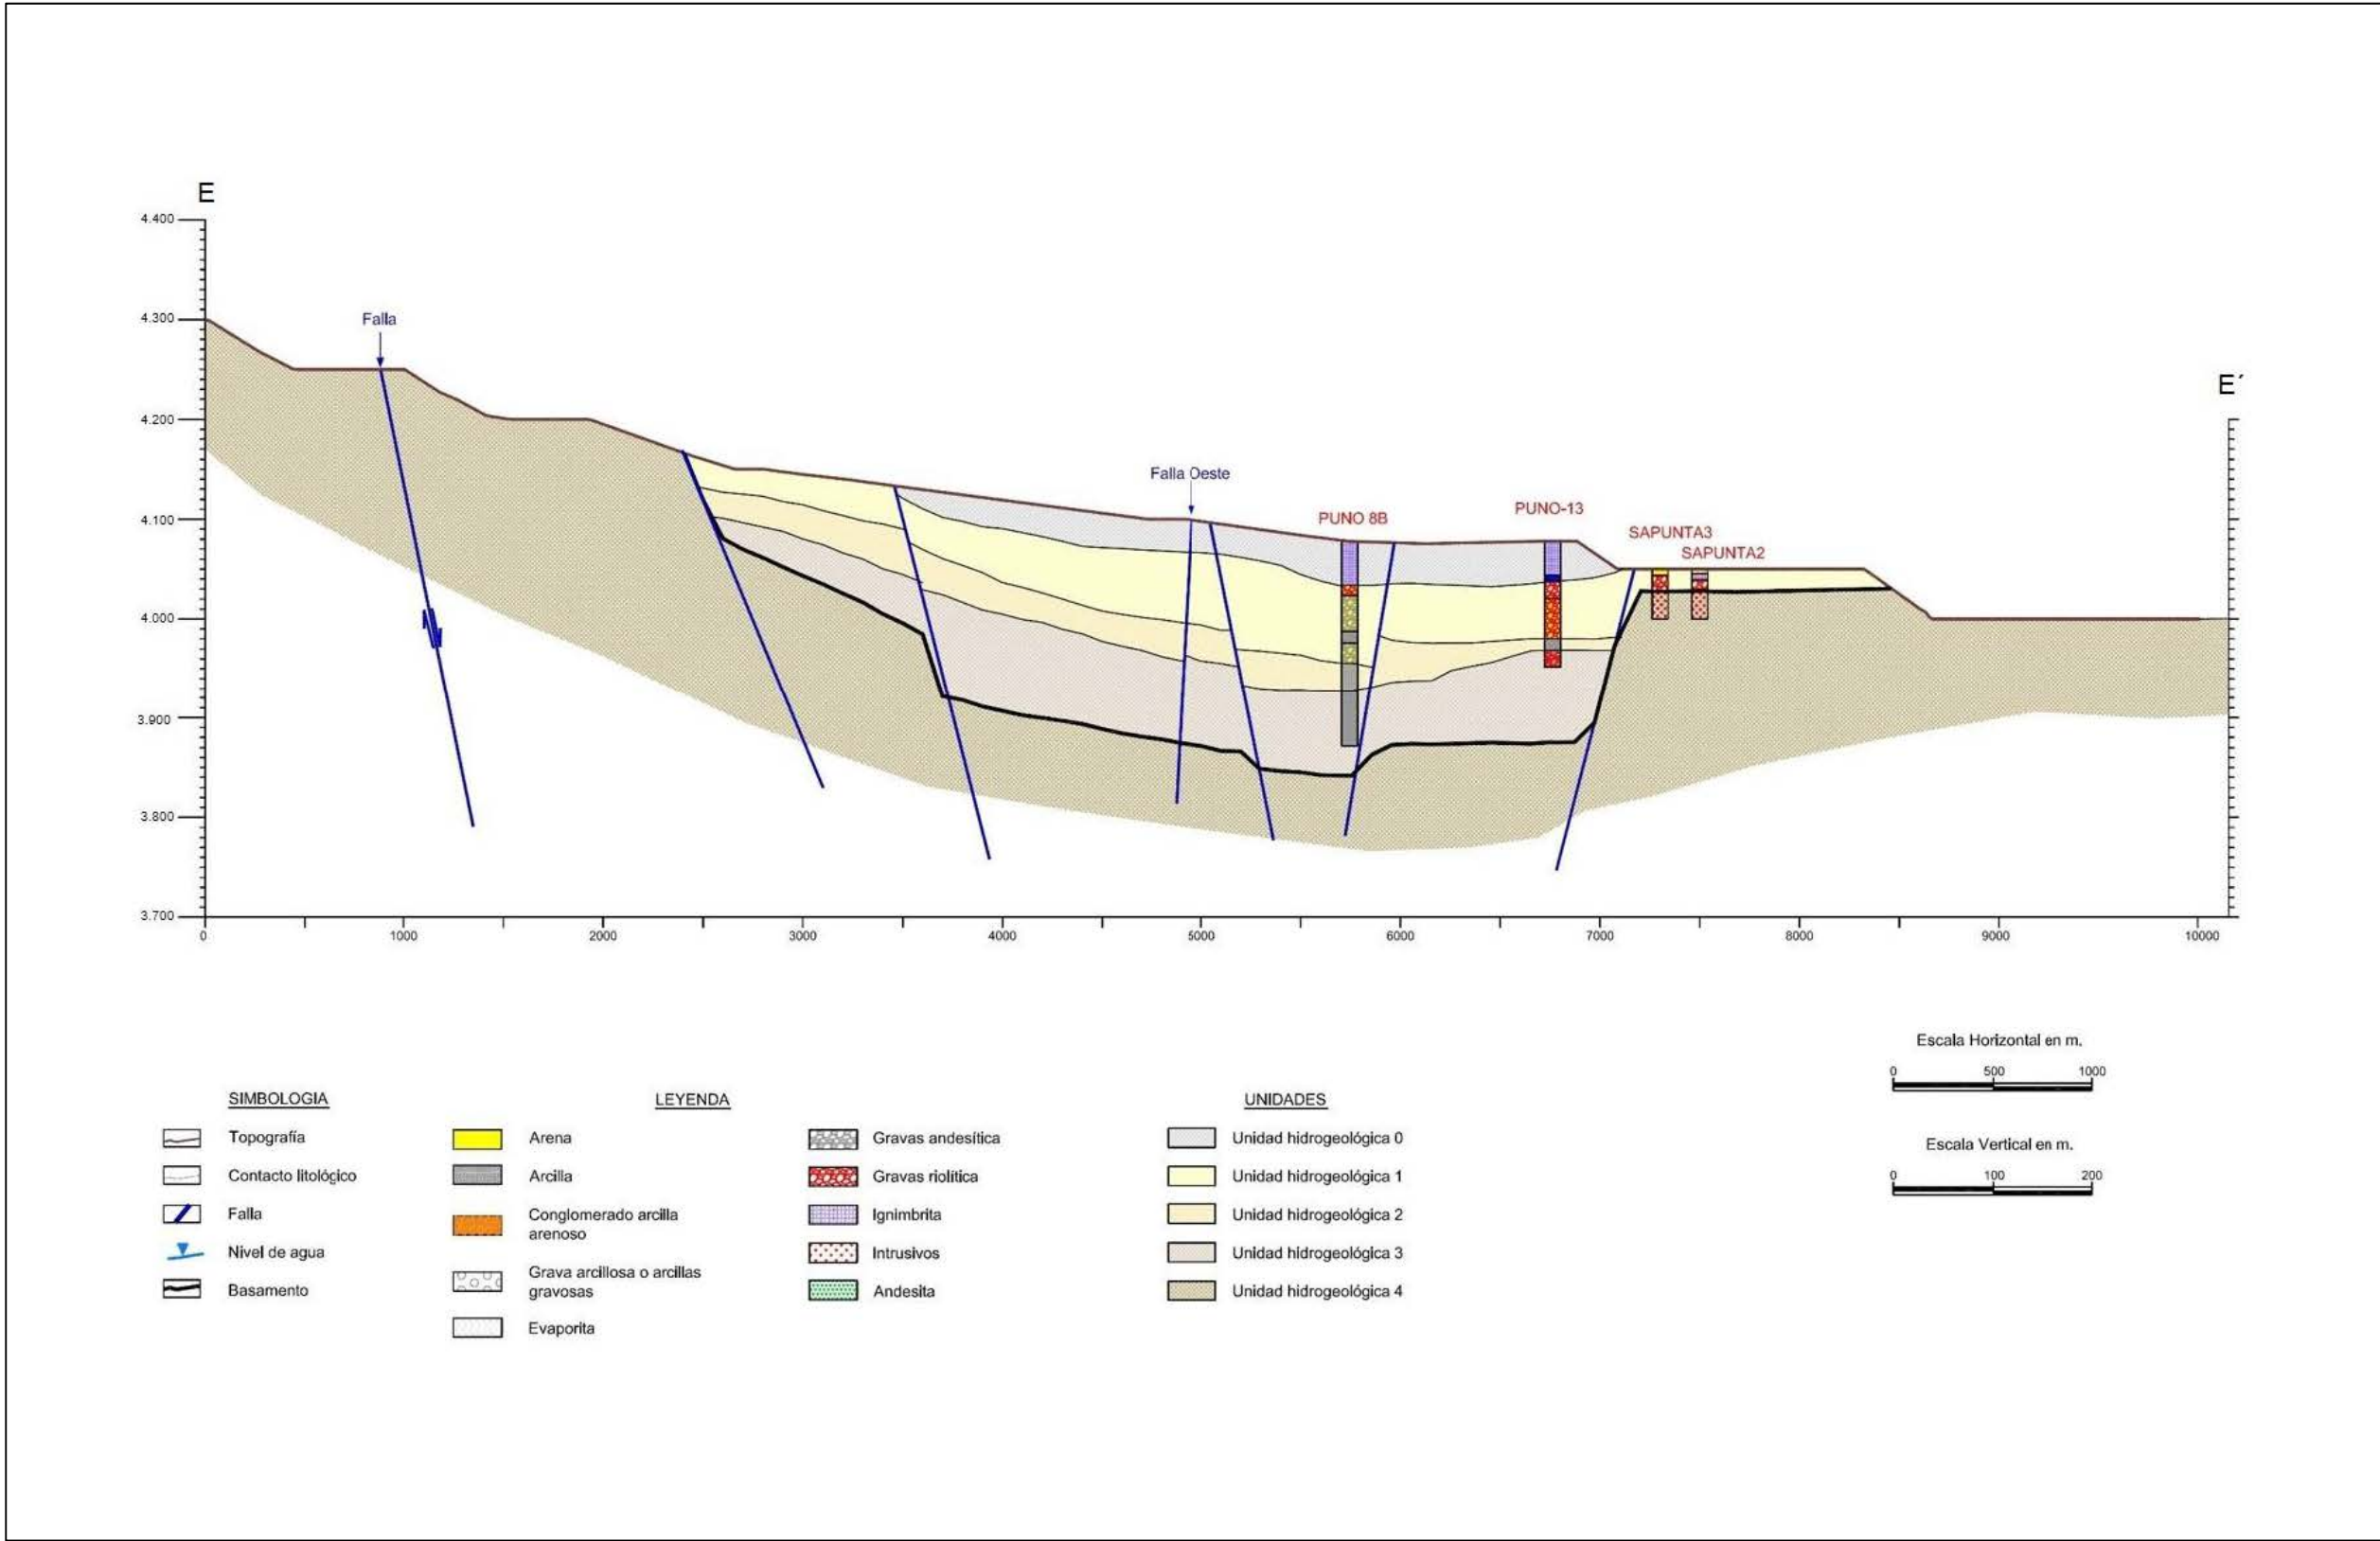 E
4.400
4.300
4.200
4.100
4.000
3.900
3.800
3.700
Falla
Falla Oeste
PUNO 8B
PUNO-13
SAPUNTA3
SAPUNTA2
E´
0
1000
2000
3000
4000
5000
6000
7000
8000
9000
10000
SIMBOLOGIA
Topografía
Contacto litológico
Falla
Nivel de agua
Basamento
LEYENDA
Arena
Arcilla
Conglomerado arcilla
arenoso
Grava arcillosa o arcillas
gravosas
Evaporita
Gravas andesítica
Gravas riolítica
Ignimbrita
Intrusivos
Andesita
UNIDADES
Unidad hidrogeológica 0
Unidad hidrogeológica 1
Unidad hidrogeológica 2
Unidad hidrogeológica 3
Unidad hidrogeológica 4
Escala Horizontal en m.
0 500 1000
Escala Vertical en m.
0 100 200